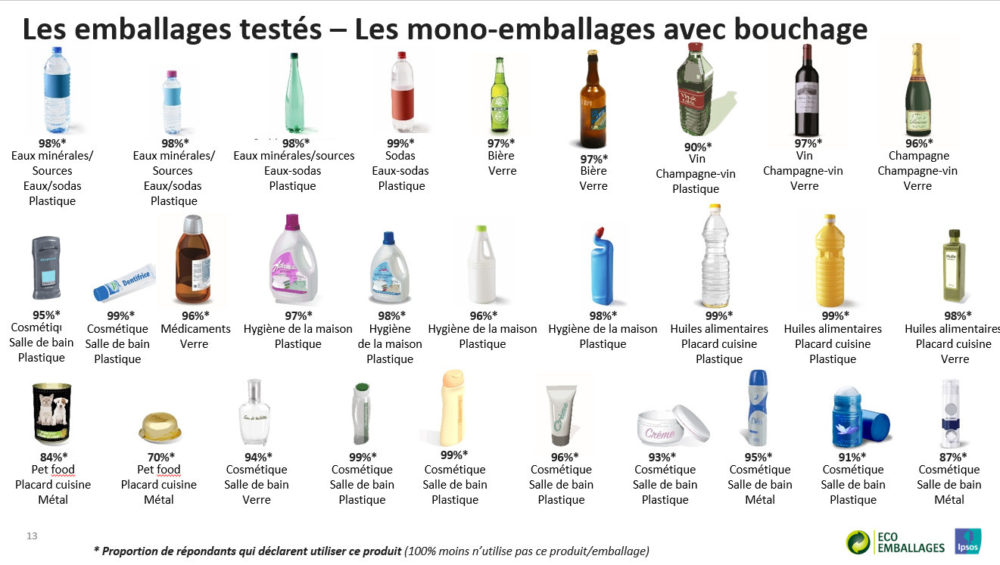 Les emballages testés – Les mono-emballages avec bouchage
98%*
Eaux minérales/
Sources
Eaux/sodas
Plastique
98%*
Eaux minérales/
Sources
Eaux/sodas
Plastique
98%*
Eaux minérales/sources
Eaux-sodas
Plastique
99%*
Sodas
Eaux-sodas
Plastique
97%*
Bière
Verre
97%*
Bière
Verre
Vin de
table
90%*
Vin
Champagne-vin
Plastique
97%*
Vin
Champagne-vin
Verre
96%*
Champagne
Champagne-vin
Verre
95%*
Cosmétiqu
Salle de bain
Plastique
Dentifrice
99%*
Cosmétique
Salle de bain
Plastique
96%*
Médicaments
Verre
97%*
Hygiène de la maison
Plastique
98%*
Hygiène
de la maison
Plastique
96%*
Hygiène de la maison
Plastique
98%*
Hygiène de la maison
Plastique
99%*
Huiles alimentaires
Placard cuisine
Plastique
99%*
Huiles alimentaires
Placard cuisine
Plastique
Huile
98%*
Huiles alimentaires
Placard cuisine
Verre
84%*
Pet food
Placard cuisine
Métal
70%*
Pet food
Placard cuisine
Métal
Eau de toilette
94%*
Cosmétique
Salle de bain
Verre
99%*
Cosmétique
Salle de bain
Plastique
99%*
Cosmétique
Salle de bain
Plastique
Crème
96%*
Cosmétique
Salle de bain
Plastique
Crème
93%*
Cosmétique
Salle de bain
Plastique
Déo
95%*
Cosmétique
Salle de bain
Métal
91%*
Cosmétique
Salle de bain
Plastique
87%*
Cosmétique
Salle de bain
Métal
13
* Proportion de répondants qui déclarent utiliser ce produit (100% moins n’utilise pas ce produit/emballage)
ECO
EMBALLAGES
Ipsos